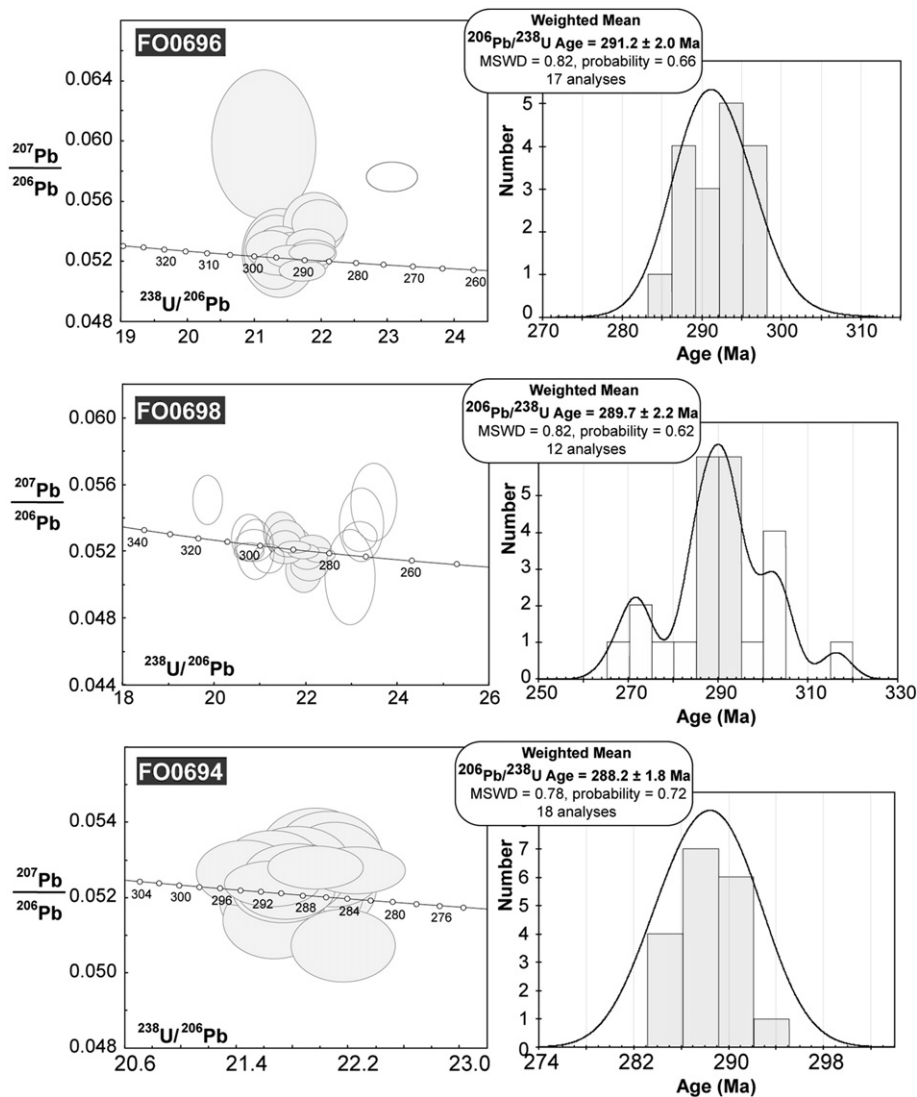 FO0696
0.064
0.060
0.056
0.052
0.048
²⁰⁷Pb
²⁰⁶Pb
320 310 300 290 280 270 260
²³⁸U/²⁰⁶Pb
19 20 21 22 23 24
Weighted Mean
²⁰⁶Pb/²³⁸U Age = 291.2 ± 2.0 Ma
MSWD = 0.82, probability = 0.66
17 analyses
Number
5
4
3
2
1
0
270 280 290 300 310
Age (Ma)
FO0698
0.060
0.056
0.052
0.048
0.044
²⁰⁷Pb
²⁰⁶Pb
340 320 300 280 260
²³⁸U/²⁰⁶Pb
18 20 22 24 26
Weighted Mean
²⁰⁶Pb/²³⁸U Age = 289.7 ± 2.2 Ma
MSWD = 0.82, probability = 0.62
12 analyses
Number
5
4
3
2
1
0
250 270 290 310 330
Age (Ma)
FO0694
0.054
0.052
0.050
0.048
²⁰⁷Pb
²⁰⁶Pb
304 300 296 292 288 284 280 276
²³⁸U/²⁰⁶Pb
20.6 21.4 22.2 23.0
Weighted Mean
²⁰⁶Pb/²³⁸U Age = 288.2 ± 1.8 Ma
MSWD = 0.78, probability = 0.72
18 analyses
Number
7
6
5
4
3
2
1
0
274 282 290 298
Age (Ma)